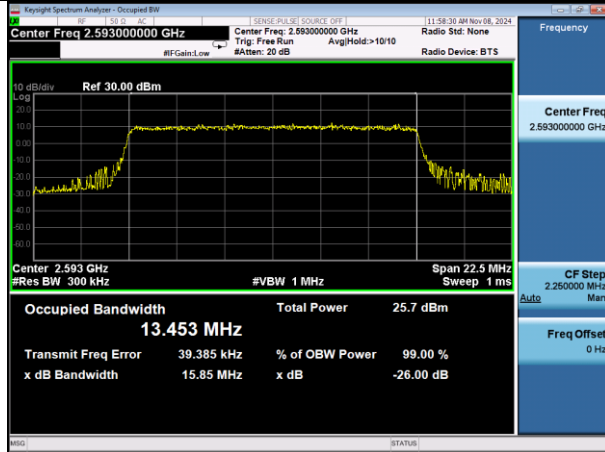 Keysight Spectrum Analyzer - Occupied BW
RF 50 Ω AC SENSE:PULSE SOURCE OFF 11:58:30 AM Nov 08, 2024
Center Freq 2.593000000 GHz
Center Freq: 2.593000000 GHz
Radio Std: None
Trig: Free Run Avg|Hold:>10/10
#IFGain:Low #Atten: 20 dB Radio Device: BTS
10 dB/div Ref 30.00 dBm
Log
20.0
10.0
0.00
-10.0
-20.0
-30.0
-40.0
-50.0
-60.0
Center 2.593 GHz Span 22.5 MHz
#Res BW 300 kHz #VBW 1 MHz Sweep 1 ms
Occupied Bandwidth Total Power 25.7 dBm
13.453 MHz
Transmit Freq Error 39.385 kHz % of OBW Power 99.00 %
x dB Bandwidth 15.85 MHz x dB -26.00 dB
MSG STATUS
Frequency
Center Freq
2.593000000 GHz
CF Step
2.250000 MHz
Auto Man
Freq Offset
0 Hz